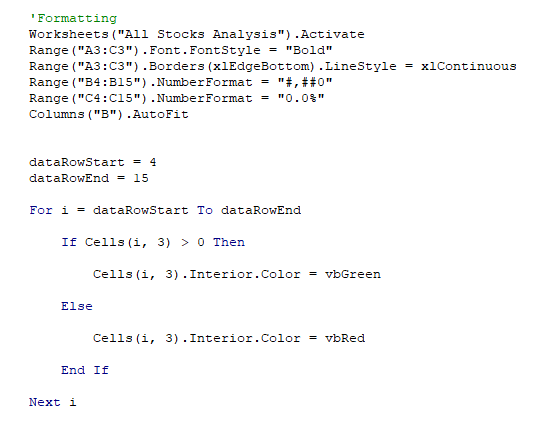 'Formatting
Worksheets("All Stocks Analysis").Activate
Range("A3:C3").Font.FontStyle = "Bold"
Range("A3:C3").Borders(xlEdgeBottom).LineStyle = xlContinuous
Range("B4:B15").NumberFormat = "#,##0"
Range("C4:C15").NumberFormat = "0.0%"
Columns("B").AutoFit
dataRowStart = 4
dataRowEnd = 15
For i = dataRowStart To dataRowEnd
If Cells(i, 3) > 0 Then
Cells(i, 3).Interior.Color = vbGreen
Else
Cells(i, 3).Interior.Color = vbRed
End If
Next i